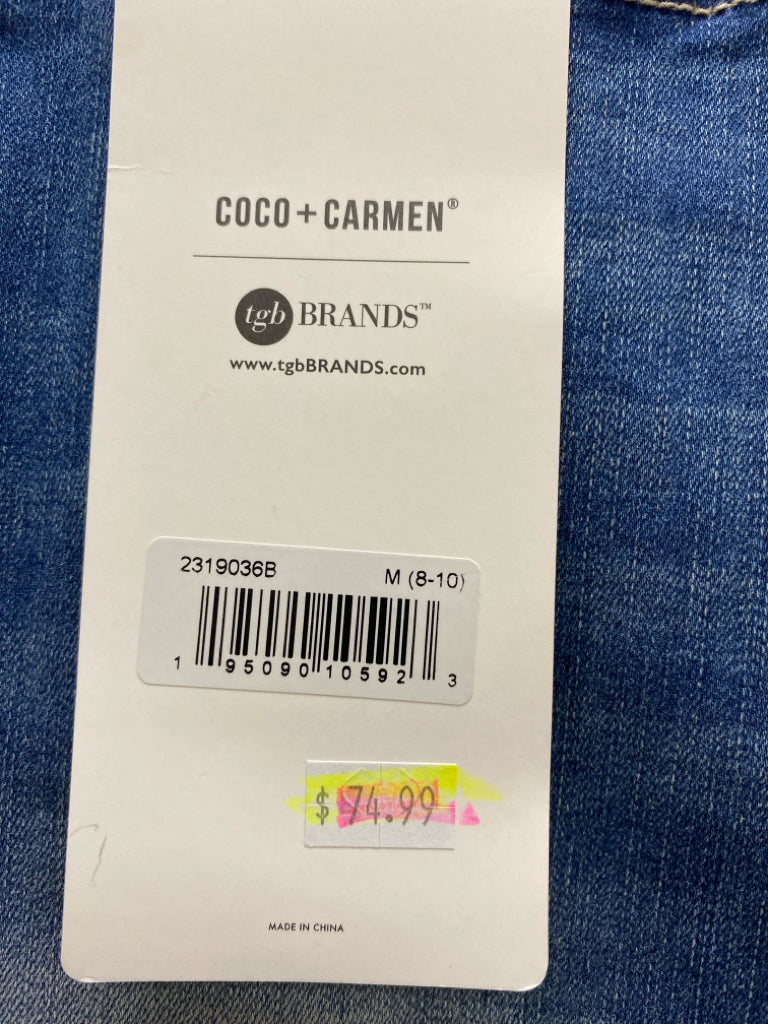 COCO + CARMEN®
tgb BRANDS™
www.tgbBRANDS.com
2319036B M (8-10)
1 95090 10592 3
$ 74.99
MADE IN CHINA